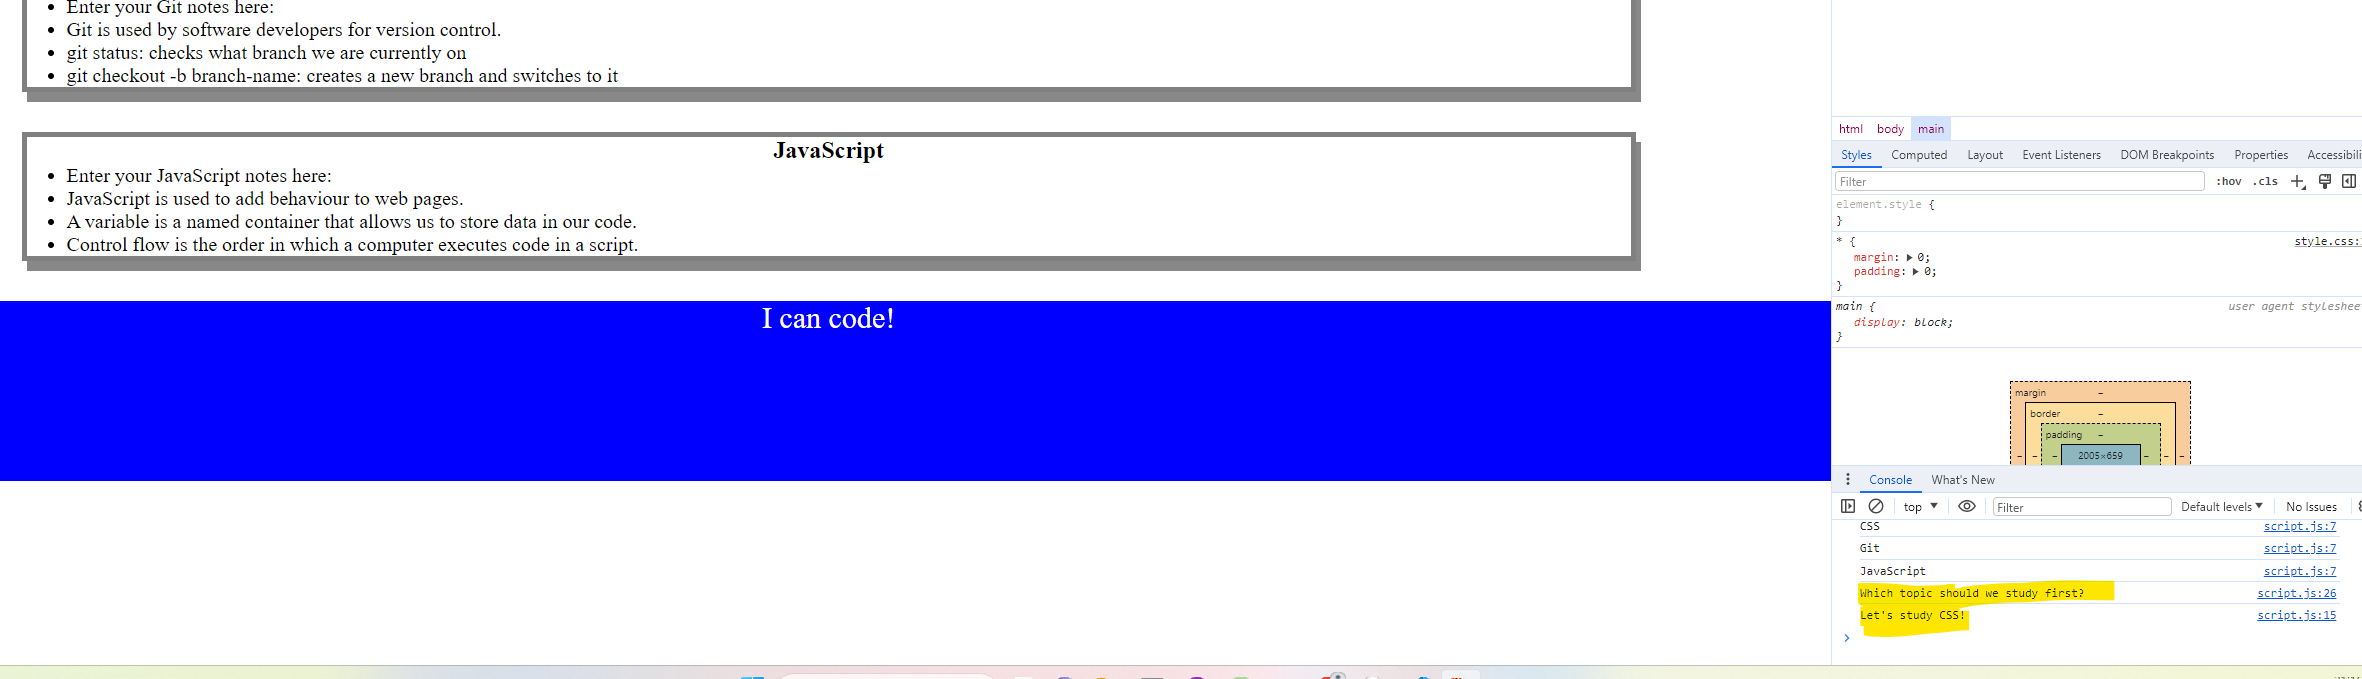 Enter your Git notes here:
Git is used by software developers for version control.
git status: checks what branch we are currently on
git checkout -b branch-name: creates a new branch and switches to it
JavaScript
Enter your JavaScript notes here:
JavaScript is used to add behaviour to web pages.
A variable is a named container that allows us to store data in our code.
Control flow is the order in which a computer executes code in a script.
I can code!
html body main
Styles Computed Layout Event Listeners DOM Breakpoints Properties Accessibili
Filter :hov .cls
element.style {
}
* { style.css:
margin: 0;
padding: 0;
}
main { user agent styleshee
display: block;
}
margin –
border –
padding –
– – – 2005×659 – – –
Console What's New
top Filter Default levels No Issues
CSS script.js:7
Git script.js:7
JavaScript script.js:7
Which topic should we study first? script.js:26
Let's study CSS! script.js:15